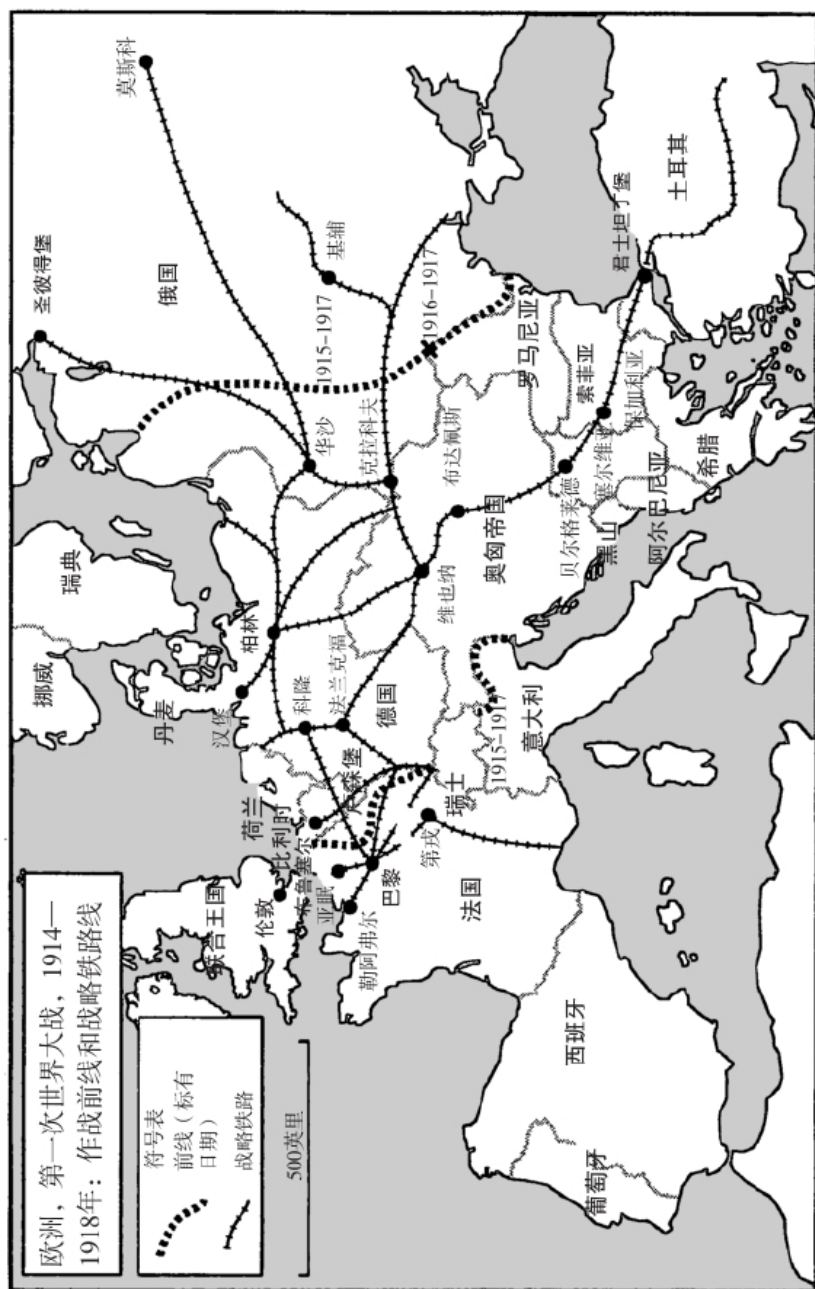 欧洲，第一次世界大战，1914—
1918年：作战前线和战略铁路线
符号表
前线（标有
日期）
战略铁路
500英里
挪威
瑞典
圣彼得堡
莫斯科
俄国
丹麦
汉堡
柏林
华沙
1915-1917
基辅
联合王国
伦敦
荷兰
比利时
布鲁塞尔
科隆
法兰克福
德国
克拉科夫
1916-1917
亚眠
勒阿弗尔
巴黎
卢森堡
第戎
法国
瑞士
维也纳
布达佩斯
奥匈帝国
罗马尼亚
1915-1917
意大利
贝尔格莱德
塞尔维亚
黑山
阿尔巴尼亚
索菲亚
保加利亚
希腊
君士坦丁堡
土耳其
西班牙
葡萄牙